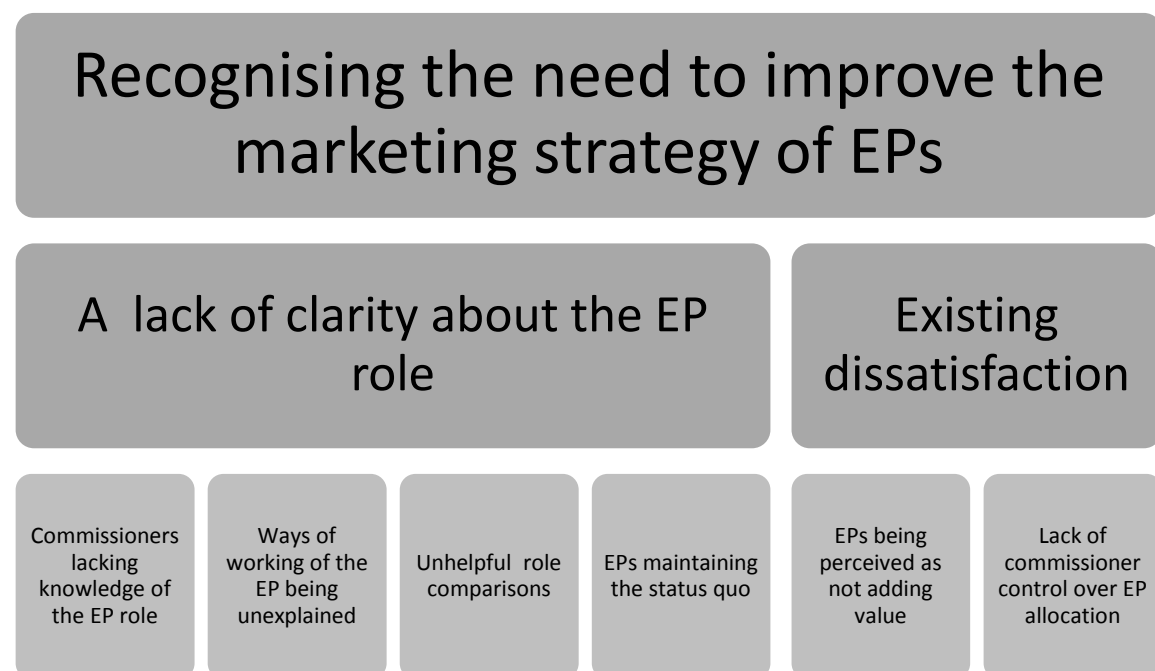 Recognising the need to improve the
marketing strategy of EPs
A lack of clarity about the EP
role
Existing
dissatisfaction
Commissioners
lacking
knowledge of
the EP role
Ways of
working of the
EP being
unexplained
Unhelpful role
comparisons
EPs maintaining
the status quo
EPs being
perceived as
not adding
value
Lack of
commissioner
control over EP
allocation